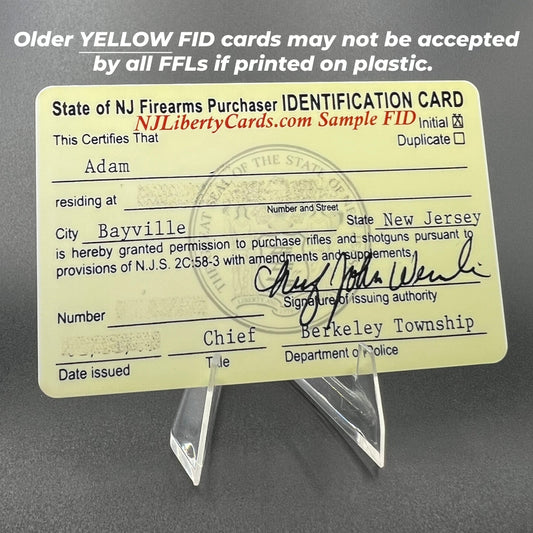 Older YELLOW FID cards may not be accepted
by all FFLs if printed on plastic.
State of NJ Firearms Purchaser IDENTIFICATION CARD
NJLibertyCards.com Sample FID
Initial ☒
This Certifies That
Duplicate ☐
Adam
residing at
Number and Street
City Bayville State New Jersey
is hereby granted permission to purchase rifles and shotguns pursuant to
provisions of N.J.S. 2C:58-3 with amendments and supplements.
Signature of issuing authority
Number
Chief Berkeley Township
Date issued Title Department of Police